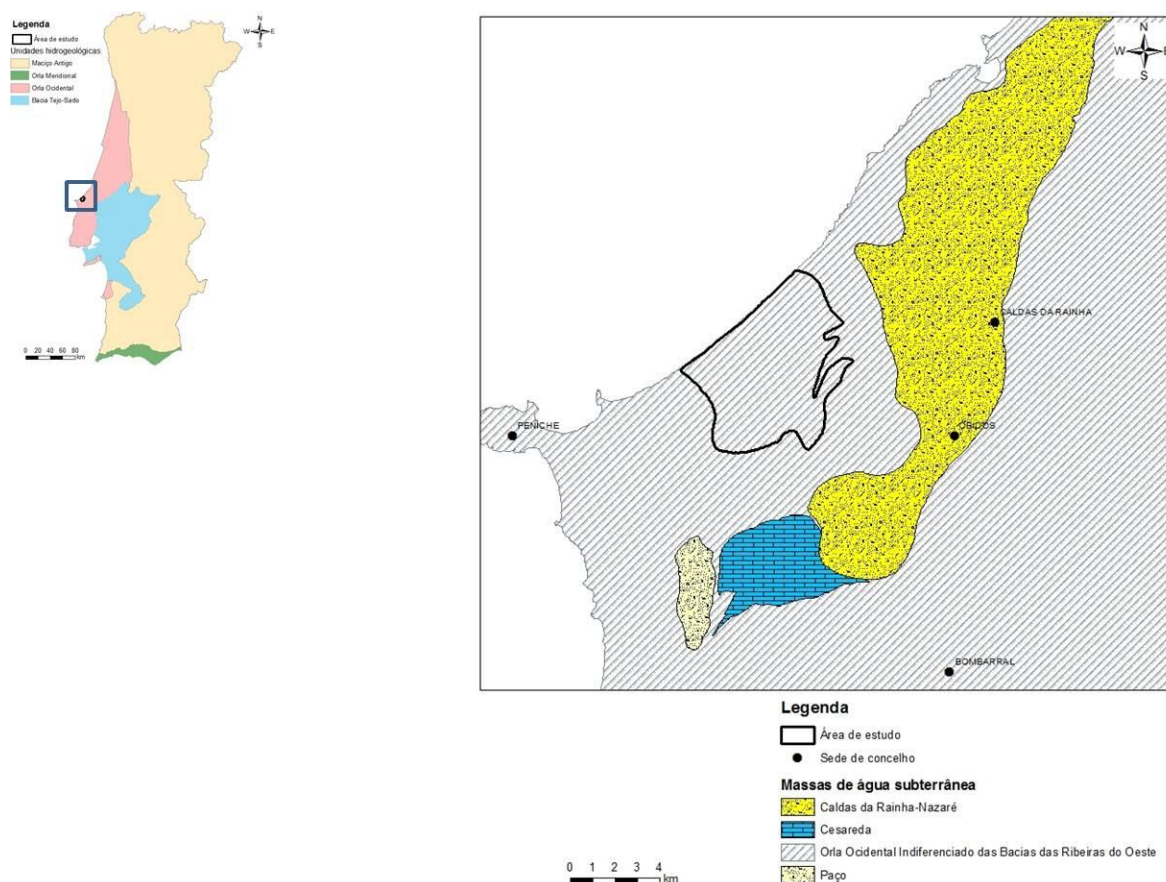 Legenda
Área de estudo
Unidades hidrogeológicas
Maciço Antigo
Orla Meridional
Orla Ocidental
Bacia Tejo-Sado
N
W E
S
0 20 40 60 80
km
N
W E
S
CALDAS DA RAINHA
PENICHE
ÓBIDOS
BOMBARRAL
Legenda
Área de estudo
Sede de concelho
Massas de água subterrânea
Caldas da Rainha-Nazaré
Cesareda
Orla Ocidental Indiferenciado das Bacias das Ribeiras do Oeste
Paço
0 1 2 3 4
km